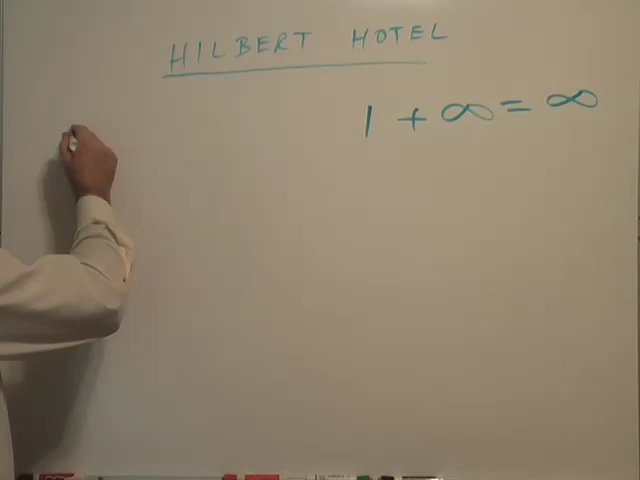 HILBERT HOTEL
1 + ∞ = ∞